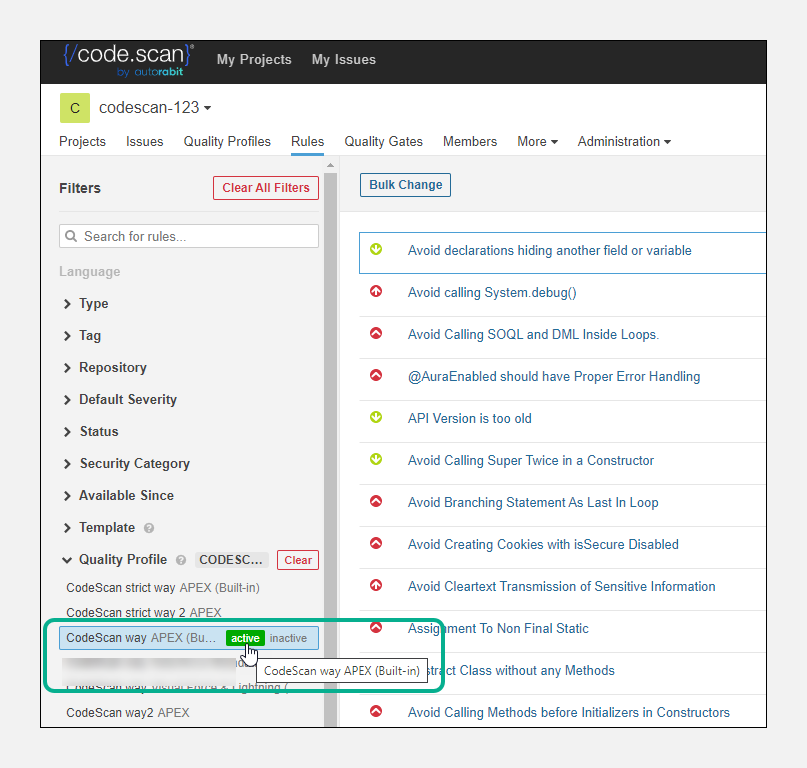 {/code.scan}®
by autorabit
My Projects My Issues
C codescan-123
Projects Issues Quality Profiles Rules Quality Gates Members More Administration
Filters Clear All Filters
Search for rules...
Language
Type
Tag
Repository
Default Severity
Status
Security Category
Available Since
Template ?
Quality Profile ? CODESC... Clear
CodeScan strict way APEX (Built-in)
CodeScan strict way 2 APEX
CodeScan way APEX (Bu... active inactive
CodeScan way APEX (Built-in)
CodeScan way Visual Force & Lightning (
CodeScan way2 APEX
Bulk Change
Avoid declarations hiding another field or variable
Avoid calling System.debug()
Avoid Calling SOQL and DML Inside Loops.
@AuraEnabled should have Proper Error Handling
API Version is too old
Avoid Calling Super Twice in a Constructor
Avoid Branching Statement As Last In Loop
Avoid Creating Cookies with isSecure Disabled
Avoid Cleartext Transmission of Sensitive Information
Assignment To Non Final Static
stract Class without any Methods
Avoid Calling Methods before Initializers in Constructors